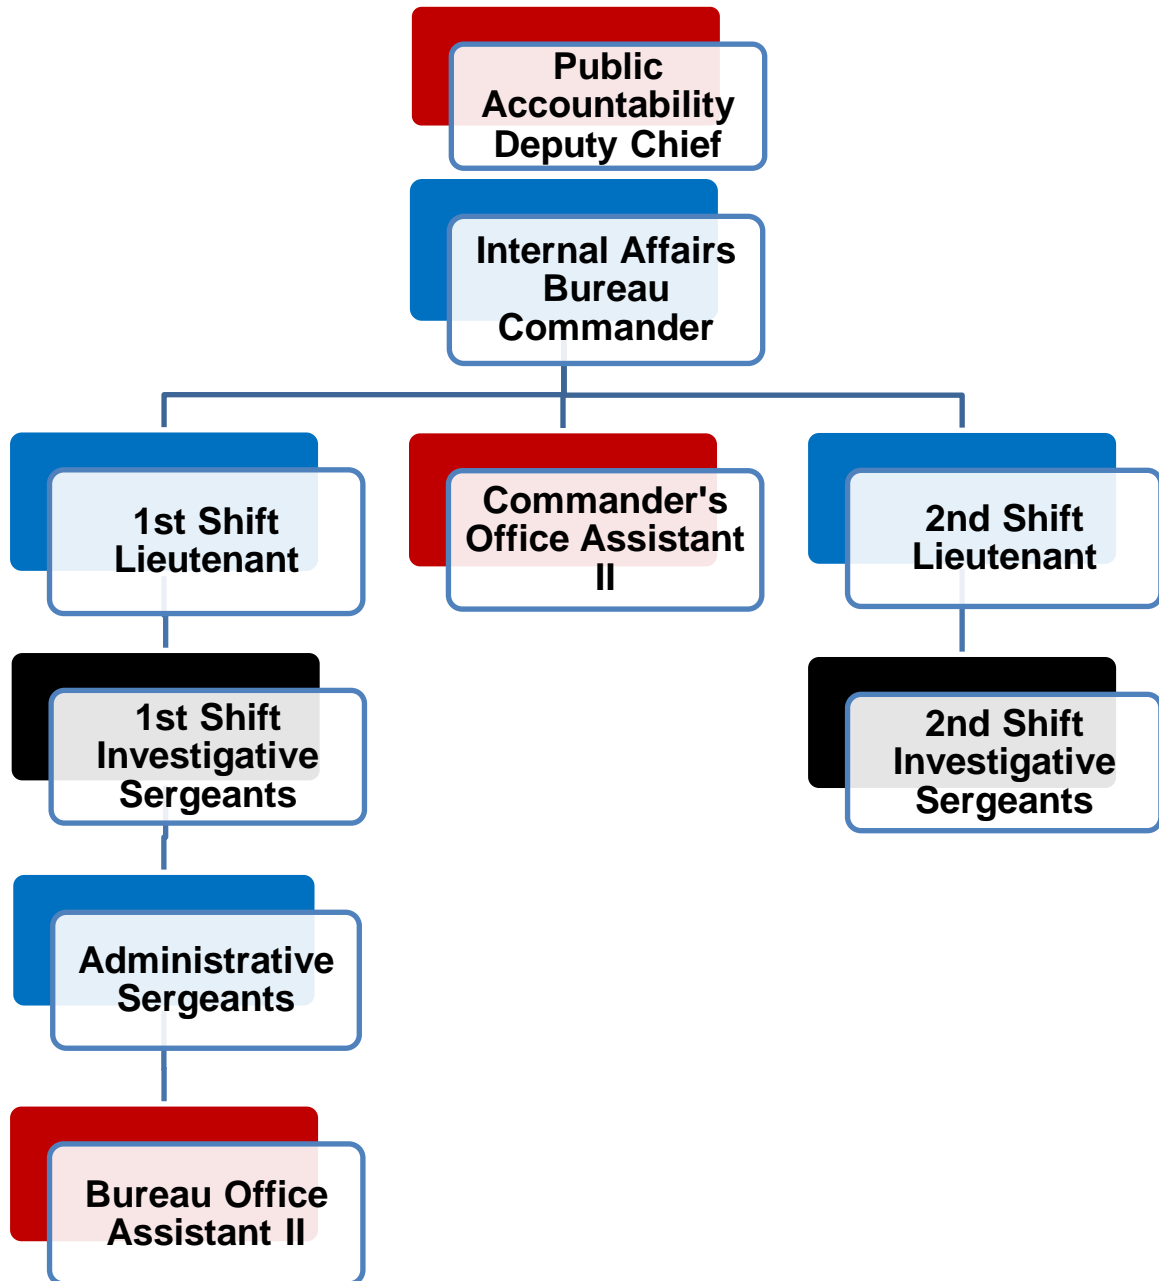 Public
Accountability
Deputy Chief
Internal Affairs
Bureau
Commander
1st Shift
Lieutenant
Commander's
Office Assistant
II
2nd Shift
Lieutenant
1st Shift
Investigative
Sergeants
2nd Shift
Investigative
Sergeants
Administrative
Sergeants
Bureau Office
Assistant II